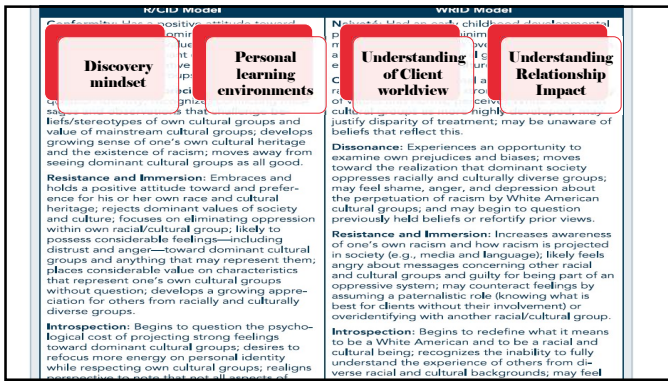 R/CID Model
WRID Model
Discovery
mindset
Personal
learning
environments
Understanding
of Client
worldview
Understanding
Relationship
Impact
liefs/stereotypes of own cultural groups and
value of mainstream cultural groups; develops
growing sense of one's own cultural heritage
and the existence of racism; moves away from
seeing dominant cultural groups as all good.
Resistance and Immersion: Embraces and
holds a positive attitude toward and prefer-
ence for his or her own race and cultural
heritage; rejects dominant values of society
and culture; focuses on eliminating oppression
within own racial/cultural group; likely to
possess considerable feelings—including
distrust and anger—toward dominant cultural
groups and anything that may represent them;
places considerable value on characteristics
that represent one's own cultural groups
without question; develops a growing appre-
ciation for others from racially and culturally
diverse groups.
Introspection: Begins to question the psycho-
logical cost of projecting strong feelings
toward dominant cultural groups; desires to
refocus more energy on personal identity
while respecting own cultural groups; realigns
perspective to note that not all aspects of
justify disparity of treatment; may be unaware of
beliefs that reflect this.
Dissonance: Experiences an opportunity to
examine own prejudices and biases; moves
toward the realization that dominant society
oppresses racially and culturally diverse groups;
may feel shame, anger, and depression about
the perpetuation of racism by White American
cultural groups; and may begin to question
previously held beliefs or refortify prior views.
Resistance and Immersion: Increases awareness
of one's own racism and how racism is projected
in society (e.g., media and language); likely feels
angry about messages concerning other racial
and cultural groups and guilty for being part of an
oppressive system; may counteract feelings by
assuming a paternalistic role (knowing what is
best for clients without their involvement) or
overidentifying with another racial/cultural group.
Introspection: Begins to redefine what it means
to be a White American and to be a racial and
cultural being; recognizes the inability to fully
understand the experience of others from di-
verse racial and cultural backgrounds; may feel